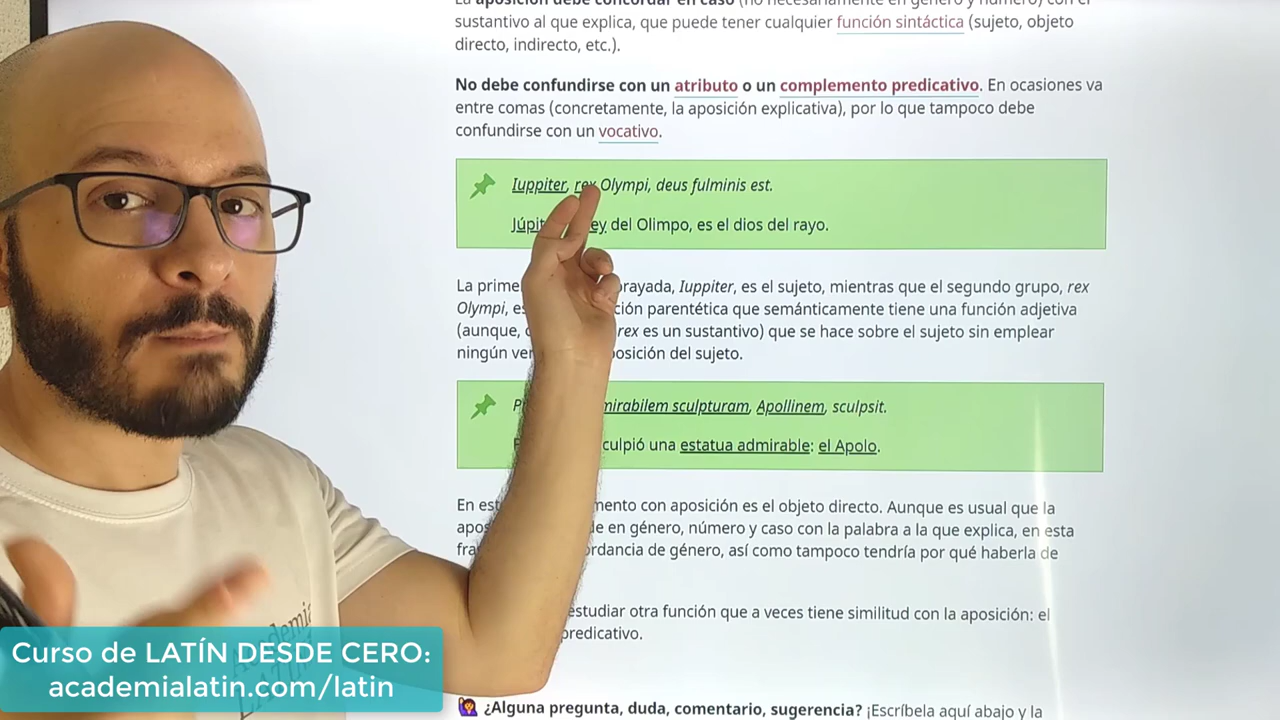 La aposición debe concordar en caso (no necesariamente en género y número) con el
sustantivo al que explica, que puede tener cualquier función sintáctica (sujeto, objeto
directo, indirecto, etc.).
No debe confundirse con un atributo o un complemento predicativo. En ocasiones va
entre comas (concretamente, la aposición explicativa), por lo que tampoco debe
confundirse con un vocativo.
Iuppiter, rex Olympi, deus fulminis est.
Júpit ey del Olimpo, es el dios del rayo.
La prime rayada, Iuppiter, es el sujeto, mientras que el segundo grupo, rex
Olympi, es ción parentética que semánticamente tiene una función adjetiva
(aunque, rex es un sustantivo) que se hace sobre el sujeto sin emplear
ningún ver posición del sujeto.
mirabilem sculpturam, Apollinem, sculpsit.
culpió una estatua admirable: el Apolo.
En est mento con aposición es el objeto directo. Aunque es usual que la
apos de en género, número y caso con la palabra a la que explica, en esta
fra rdancia de género, así como tampoco tendría por qué haberla de
estudiar otra función que a veces tiene similitud con la aposición: el
predicativo.
¿Alguna pregunta, duda, comentario, sugerencia? ¡Escríbela aquí abajo y la
Academia
LATÍN
Curso de LATÍN DESDE CERO:
academialatin.com/latin